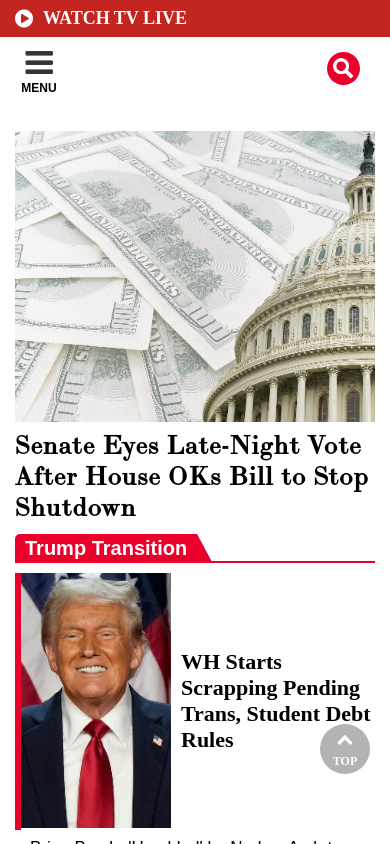 WATCH TV LIVE
MENU
Senate Eyes Late-Night Vote
After House OKs Bill to Stop
Shutdown
Trump Transition
WH Starts
Scrapping Pending
Trans, Student Debt
Rules
TOP